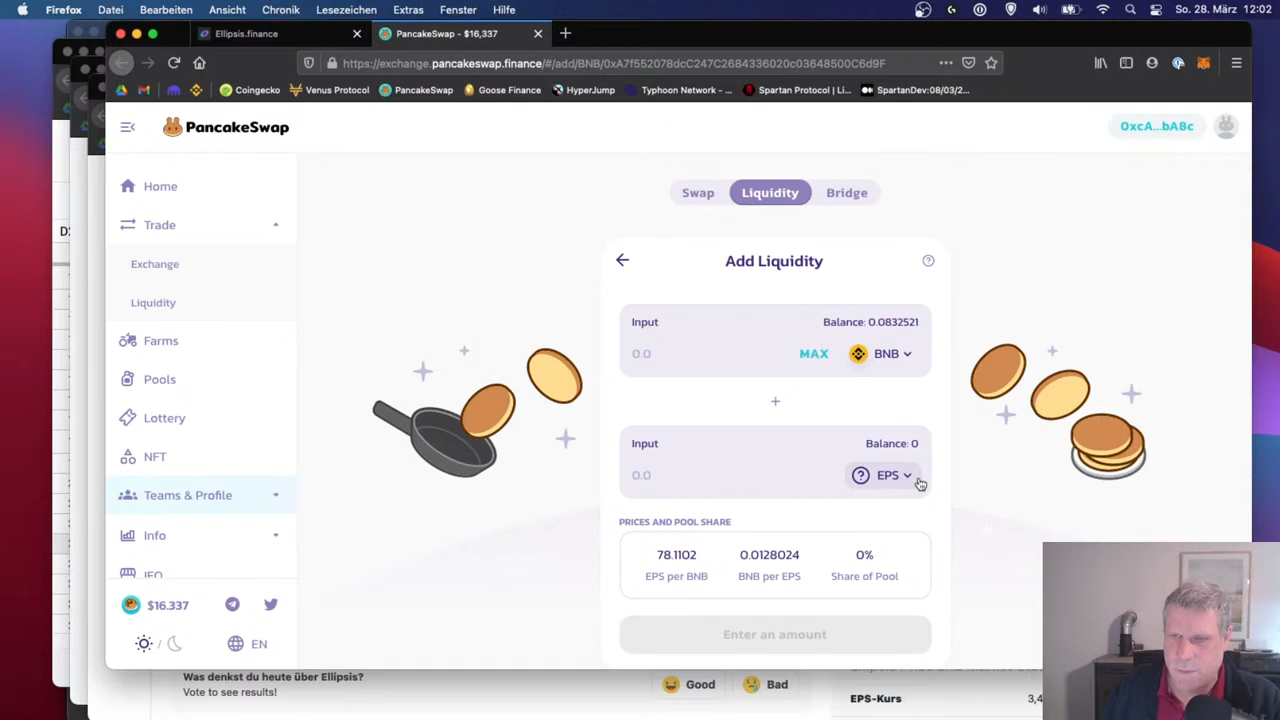 Firefox Datei Bearbeiten Ansicht Chronik Lesezeichen Extras Fenster Hilfe So. 28. März 12:02
Ellipsis.finance
PancakeSwap - $16,337
https://exchange.pancakeswap.finance/#/add/BNB/0xA7f552078dcC247C2684336020c03648500C6d9F
Coingecko Venus Protocol PancakeSwap Goose Finance HyperJump Typhoon Network - ... Spartan Protocol | Li... SpartanDev:08/03/2...
PancakeSwap
0xcA...bA8c
Home
Trade
Exchange
Liquidity
Farms
Pools
Lottery
NFT
Teams & Profile
Info
IFO
$16.337
EN
Swap Liquidity Bridge
Add Liquidity
Input Balance: 0.0832521
0.0 MAX BNB
+
Input Balance: 0
0.0 EPS
PRICES AND POOL SHARE
78.1102 0.0128024 0%
EPS per BNB BNB per EPS Share of Pool
Enter an amount
Was denkst du heute über Ellipsis?
Vote to see results!
Good Bad
EPS-Kurs 3,4